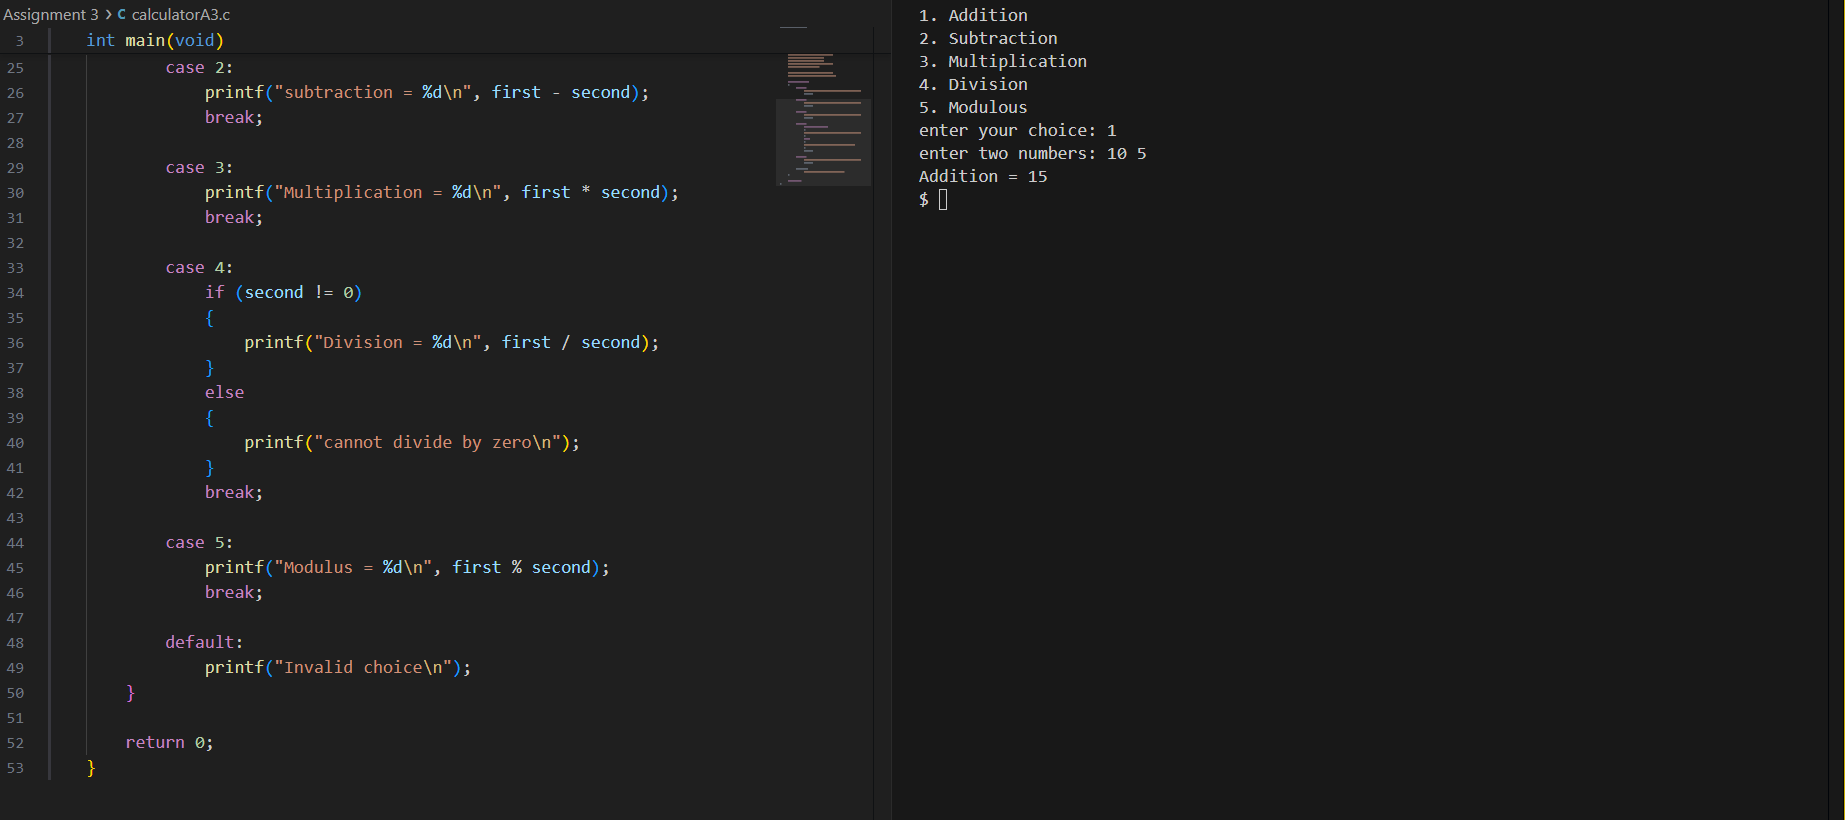 Assignment 3 > C calculatorA3.c
3 int main(void)
25 case 2:
26 printf("subtraction = %d\n", first - second);
27 break;
28
29 case 3:
30 printf("Multiplication = %d\n", first * second);
31 break;
32
33 case 4:
34 if (second != 0)
35 {
36 printf("Division = %d\n", first / second);
37 }
38 else
39 {
40 printf("cannot divide by zero\n");
41 }
42 break;
43
44 case 5:
45 printf("Modulus = %d\n", first % second);
46 break;
47
48 default:
49 printf("Invalid choice\n");
50 }
51
52 return 0;
53 }
1. Addition
2. Subtraction
3. Multiplication
4. Division
5. Modulous
enter your choice: 1
enter two numbers: 10 5
Addition = 15
$